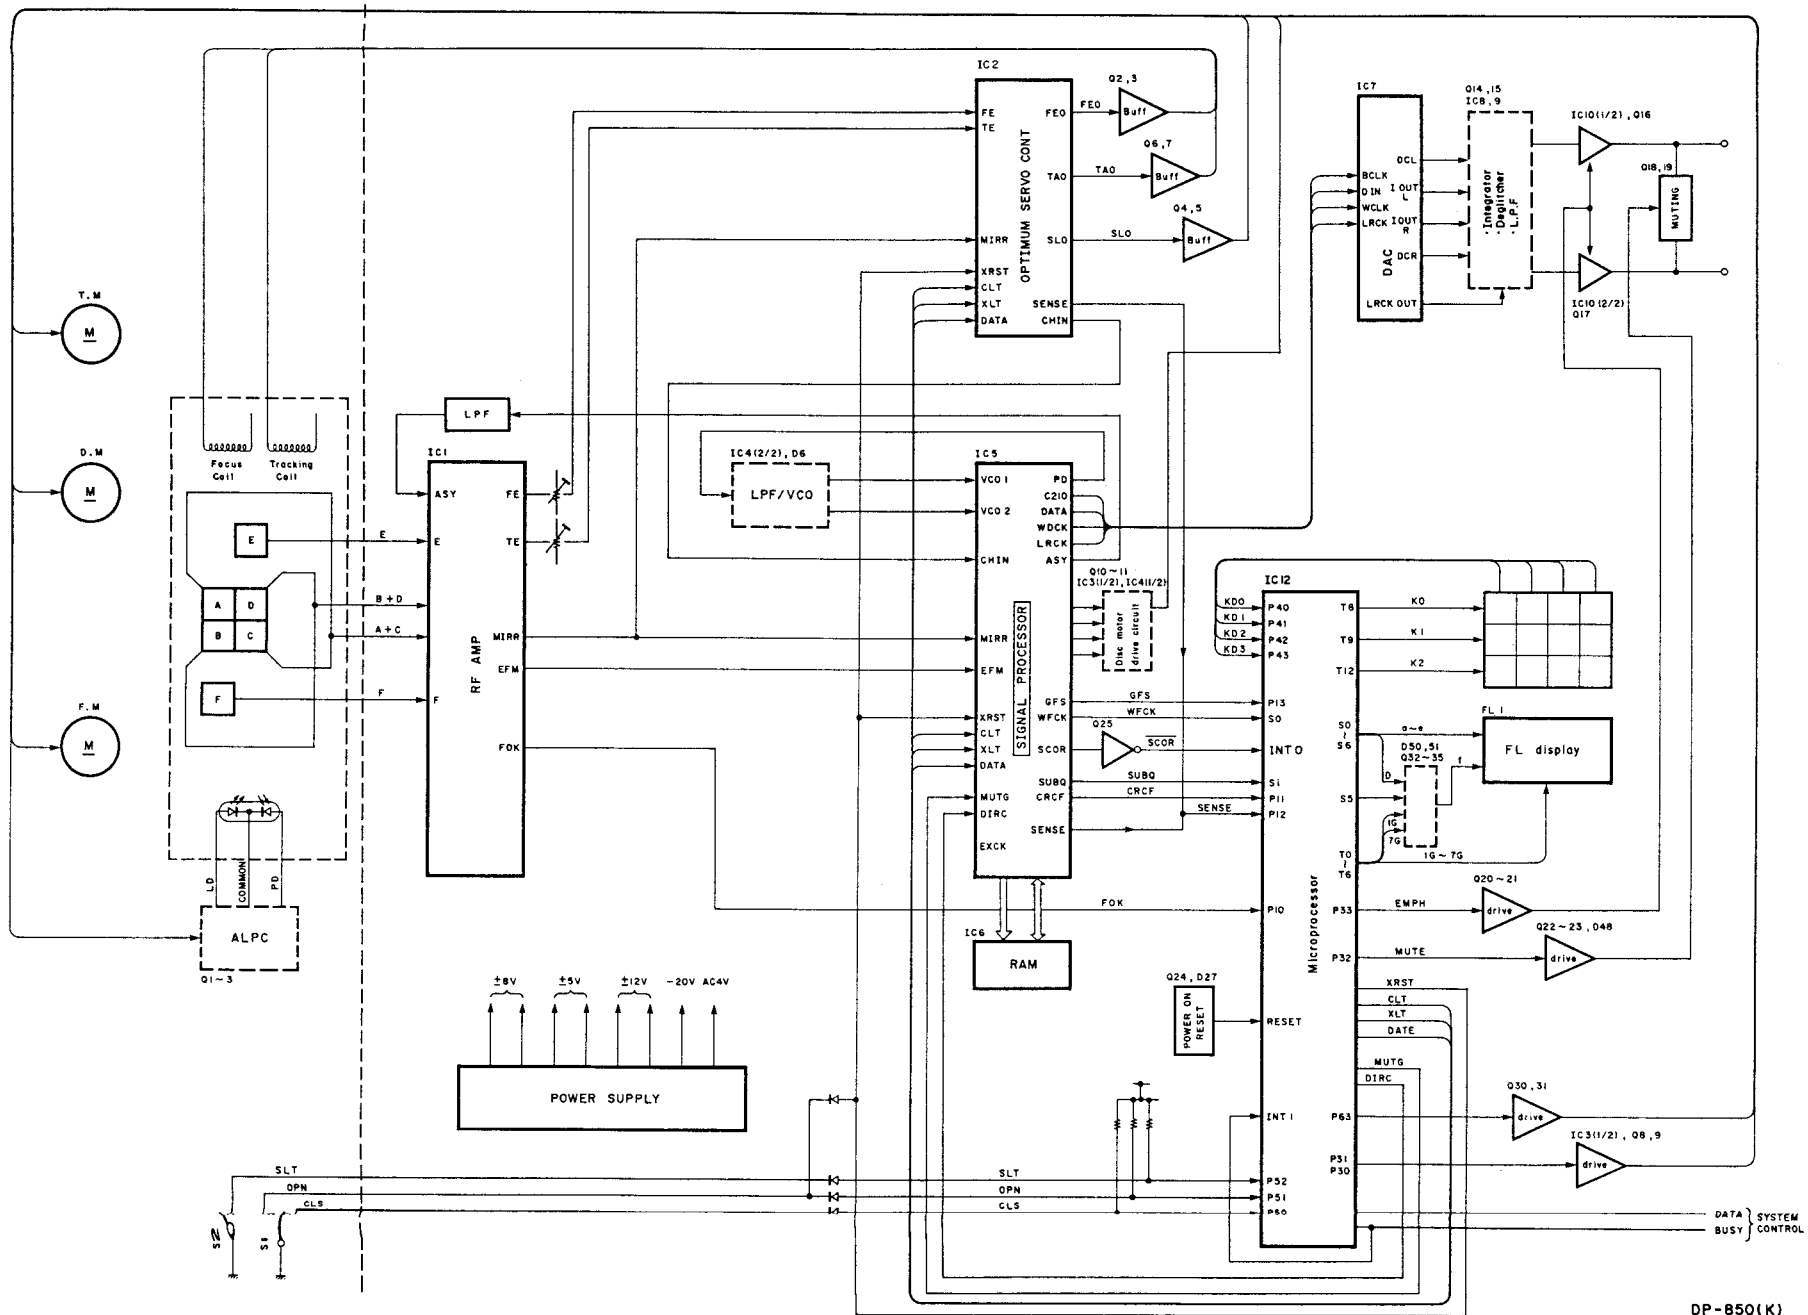 T.M
M
D.M
M
F.M
M
Focus Coil
Tracking Coil
E
A
D
B
C
F
LD
COMMON
PD
ALPC
Q1~3
E
B+D
A+C
F
LPF
IC1
RF AMP
ASY
E
F
FE
TE
MIRR
EFM
FOK
IC2
OPTIMUM SERVO CONT
FE
TE
MIRR
XRST
CLT
XLT
DATA
FEO
TAO
SLO
SENSE
CHIN
FEO
Q2,3
Buff
Q6,7
TAO
Buff
Q4,5
SLO
Buff
IC7
DAC
BCLK
DIN
WCLK
LRCK
DCL
I OUT L
IOUT R
DCR
LRCK OUT
Q14,15
IC8,9
・Integrator
・Deglitcher
・L.P.F
IC10(1/2),Q16
IC10(2/2)
Q17
Q18,19
MUTING
IC4(2/2),D6
LPF/VCO
IC5
SIGNAL PROCESSOR
VCO1
VCO2
CHIN
MIRR
EFM
XRST
CLT
XLT
DATA
MUTG
DIRC
EXCK
PD
C210
DATA
WDCK
LRCK
ASY
GFS
WFCK
SCOR
SUBQ
CRCF
SENSE
Q10~11
IC3(1/2),IC4(1/2)
Disc motor drive circuit
GFS
WFCK
Q25
SCOR
SUBQ
CRCF
SENSE
FOK
IC6
RAM
IC12
Microprocessor
KD0
KD1
KD2
KD3
P40
P41
P42
P43
P13
S0
INT0
S1
P11
P12
P10
RESET
INT1
P52
P51
P50
T8
T9
T12
S0
~
S6
S5
T0
~
T6
P33
P32
P63
P31
P30
K0
K1
K2
a~e
D
f
1G
7G
1G~7G
D50,51
Q32~35
FL1
FL display
EMPH
Q20~21
drive
MUTE
Q22~23,D48
drive
XRST
CLT
XLT
DATE
MUTG
DIRC
Q30,31
drive
IC3(1/2),Q8,9
drive
Q24,D27
POWER ON RESET
±8V
±5V
±12V
-20V
AC4V
POWER SUPPLY
SLT
OPN
CLS
SLT
OPN
CLS
S2
S1
DATA
BUSY
SYSTEM CONTROL
DP-850(K)